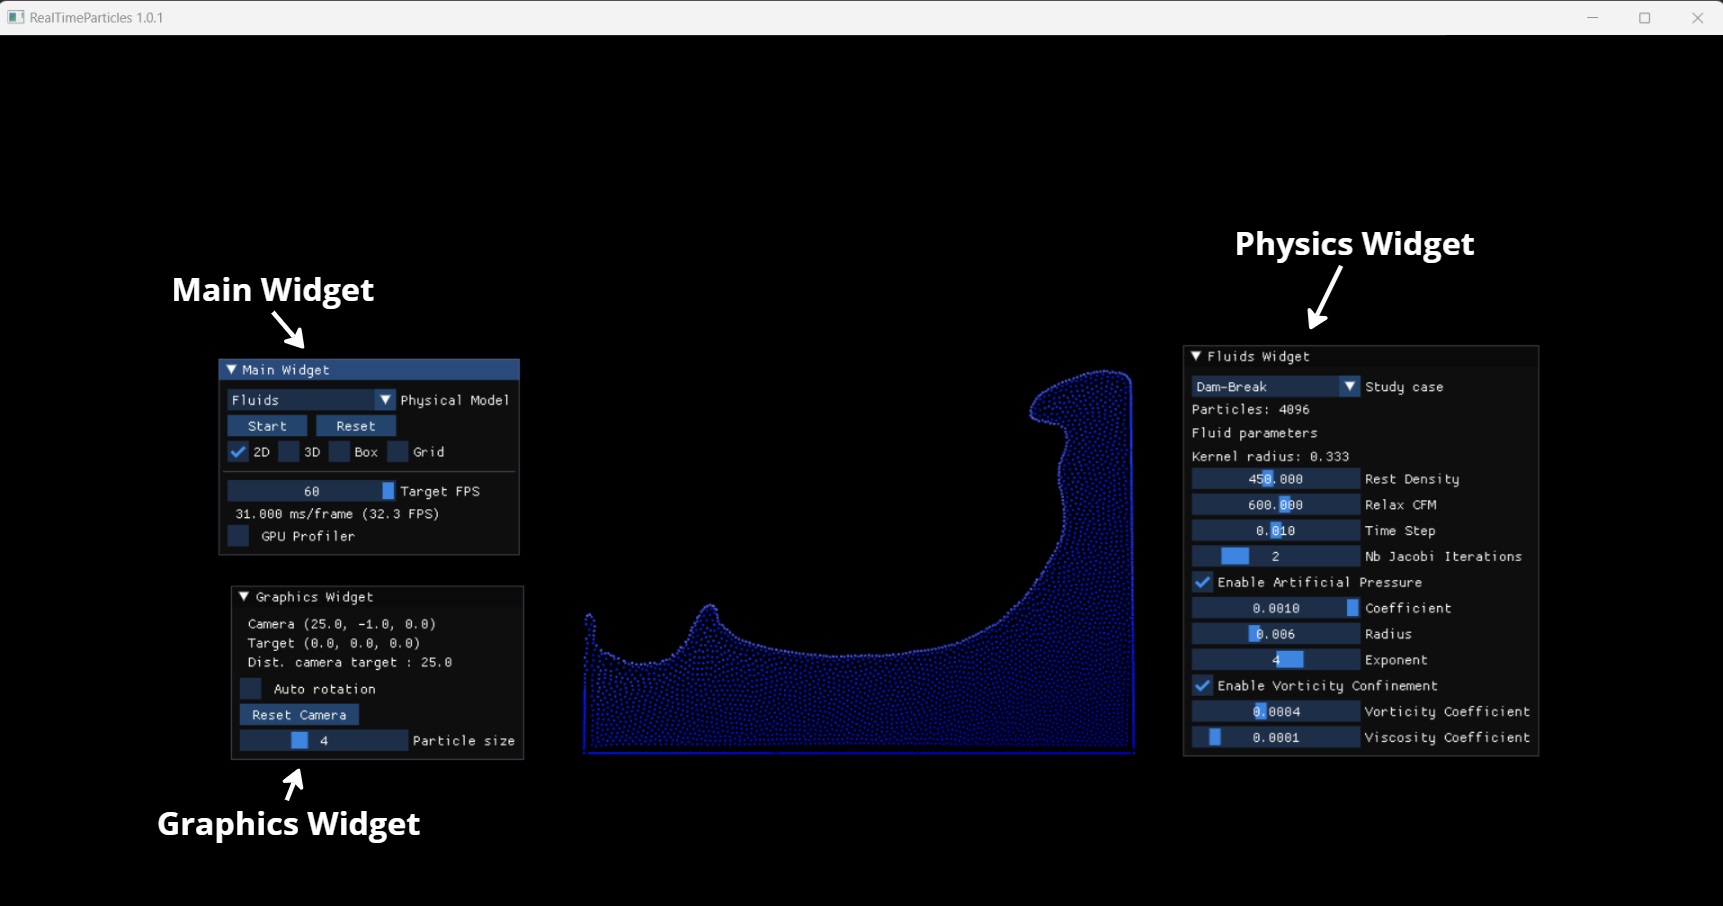 RealTimeParticles 1.0.1
Main Widget
Main Widget
Fluids Physical Model
Start Reset
2D 3D Box Grid
60 Target FPS
31.000 ms/frame (32.3 FPS)
GPU Profiler
Graphics Widget
Camera (25.0, -1.0, 0.0)
Target (0.0, 0.0, 0.0)
Dist. camera target : 25.0
Auto rotation
Reset Camera
4 Particle size
Graphics Widget
Physics Widget
Fluids Widget
Dam-Break Study case
Particles: 4096
Fluid parameters
Kernel radius: 0.333
450.000 Rest Density
600.000 Relax CFM
0.010 Time Step
2 Nb Jacobi Iterations
Enable Artificial Pressure
0.0010 Coefficient
0.006 Radius
4 Exponent
Enable Vorticity Confinement
0.0004 Vorticity Coefficient
0.0001 Viscosity Coefficient